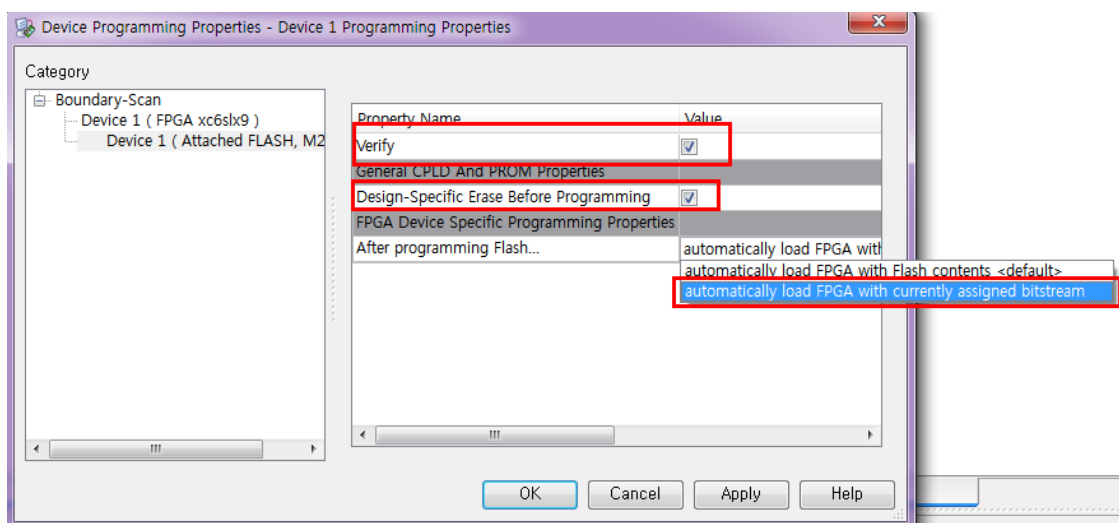 Device Programming Properties - Device 1 Programming Properties
Category
Boundary-Scan
Device 1 ( FPGA xc6slx9 )
Device 1 ( Attached FLASH, M2
Property Name Value
Verify
General CPLD And PROM Properties
Design-Specific Erase Before Programming
FPGA Device Specific Programming Properties
After programming Flash... automatically load FPGA with
automatically load FPGA with Flash contents <default>
automatically load FPGA with currently assigned bitstream
OK Cancel Apply Help